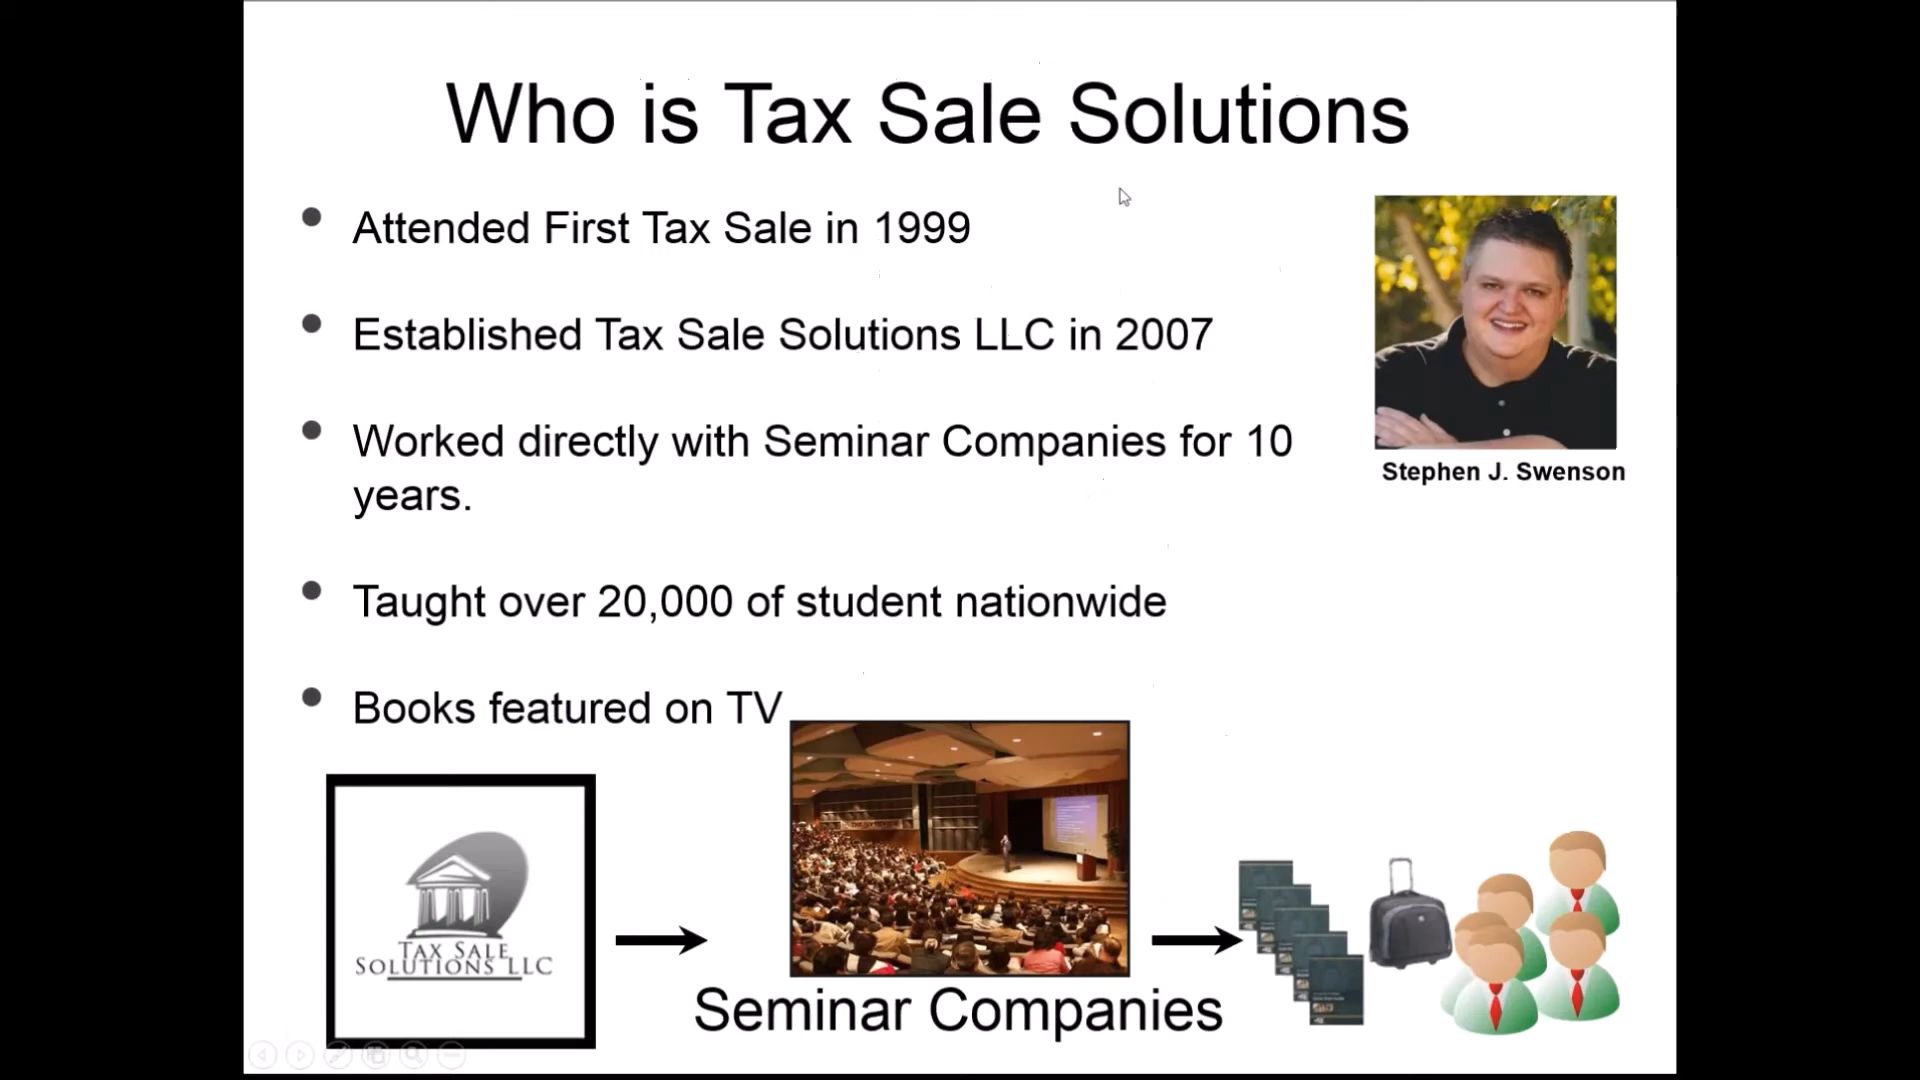 Who is Tax Sale Solutions
Attended First Tax Sale in 1999
Established Tax Sale Solutions LLC in 2007
Worked directly with Seminar Companies for 10
years.
Taught over 20,000 of student nationwide
Books featured on TV
Stephen J. Swenson
TAX SALE
SOLUTIONS LLC
Seminar Companies